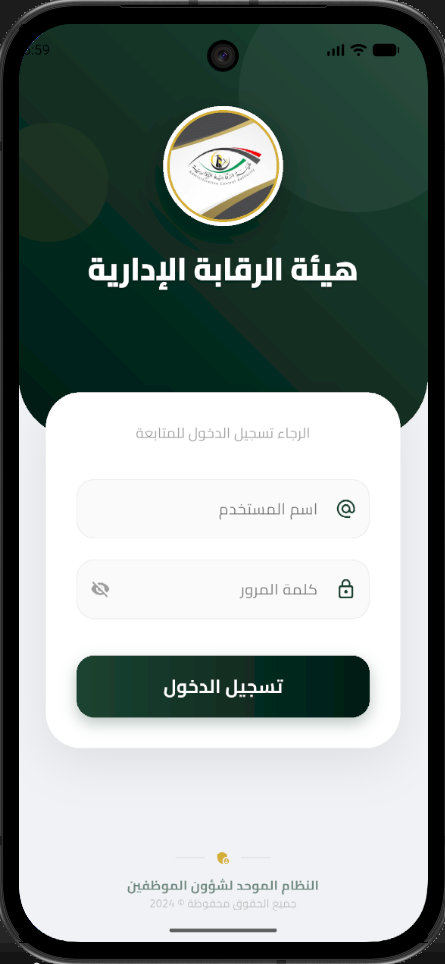 :59
هيئة الرقابة الإدارية
الرجاء تسجيل الدخول للمتابعة
اسم المستخدم
كلمة المرور
تسجيل الدخول
النظام الموحد لشؤون الموظفين
جميع الحقوق محفوظة © 2024